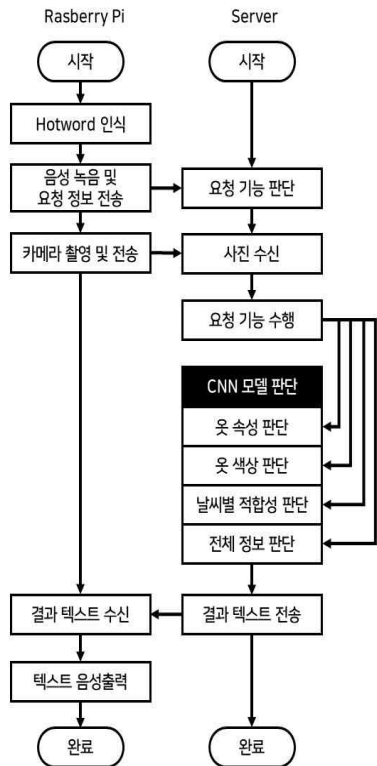 Rasberry Pi
Server
시작
시작
Hotword 인식
음성 녹음 및
요청 정보 전송
요청 기능 판단
카메라 촬영 및 전송
사진 수신
요청 기능 수행
CNN 모델 판단
옷 속성 판단
옷 색상 판단
날씨별 적합성 판단
전체 정보 판단
결과 텍스트 수신
결과 텍스트 전송
텍스트 음성출력
완료
완료